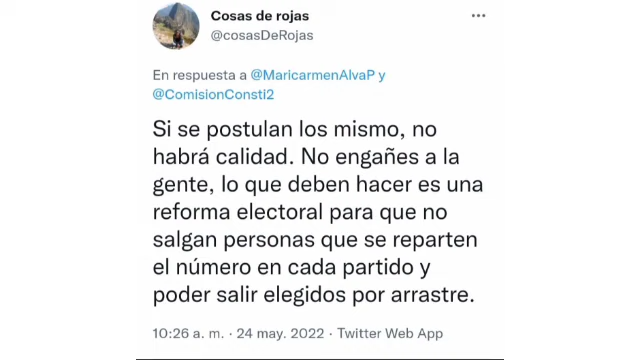 Cosas de rojas
@cosasDeRojas
En respuesta a @MaricarmenAlvaP y
@ComisionConsti2
Si se postulan los mismo, no
habrá calidad. No engañes a la
gente, lo que deben hacer es una
reforma electoral para que no
salgan personas que se reparten
el número en cada partido y
poder salir elegidos por arrastre.
10:26 a. m. · 24 may. 2022 · Twitter Web App